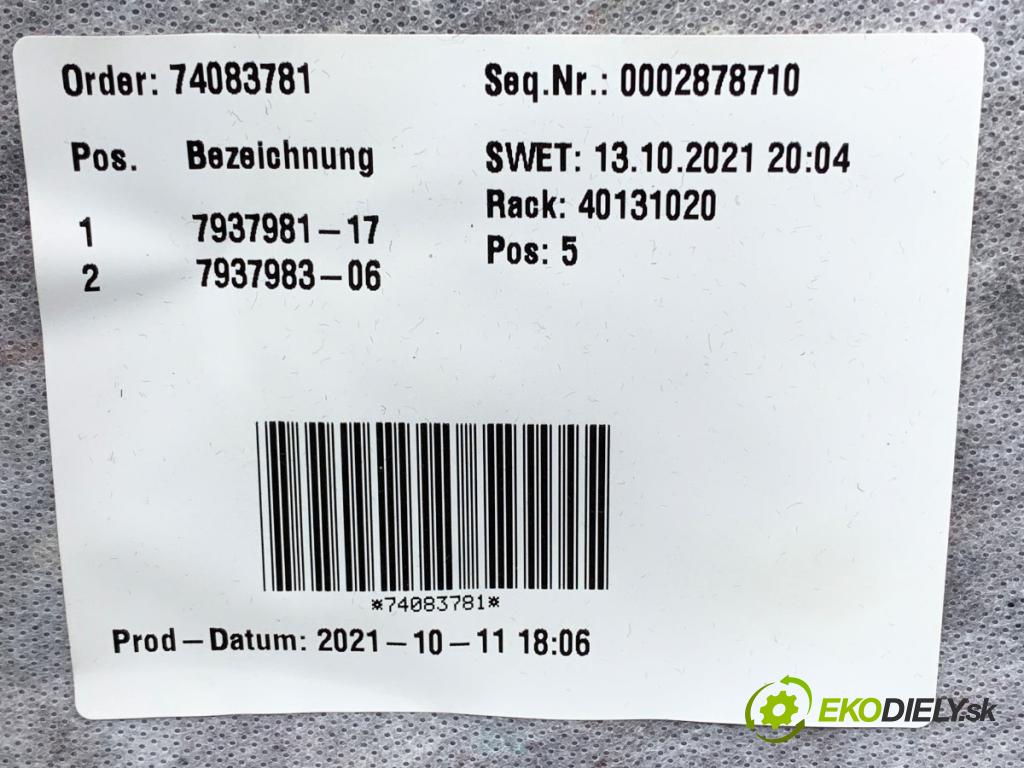 Order: 74083781
Seq.Nr.: 0002878710
Pos. Bezeichnung
1 7937981-17
2 7937983-06
SWET: 13.10.2021 20:04
Rack: 40131020
Pos: 5
*74083781*
Prod-Datum: 2021-10-11 18:06
EKODIELY.sk